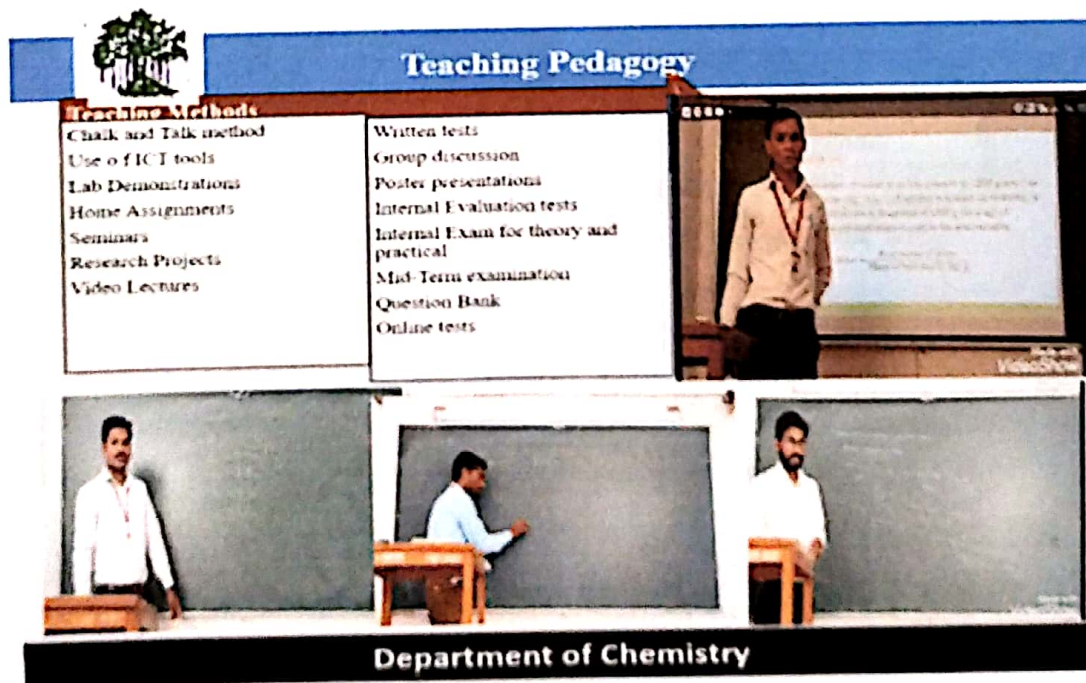 Teaching Pedagogy
Teaching Methods
Chalk and Talk method
Use o f ICT tools
Lab Demonstrations
Home Assignments
Seminars
Research Projects
Video Lectures
Written tests
Group discussion
Poster presentations
Internal Evaluation tests
Internal Exam for theory and
practical
Mid-Term examination
Question Bank
Online tests
VideoShow
VideoShow
Department of Chemistry